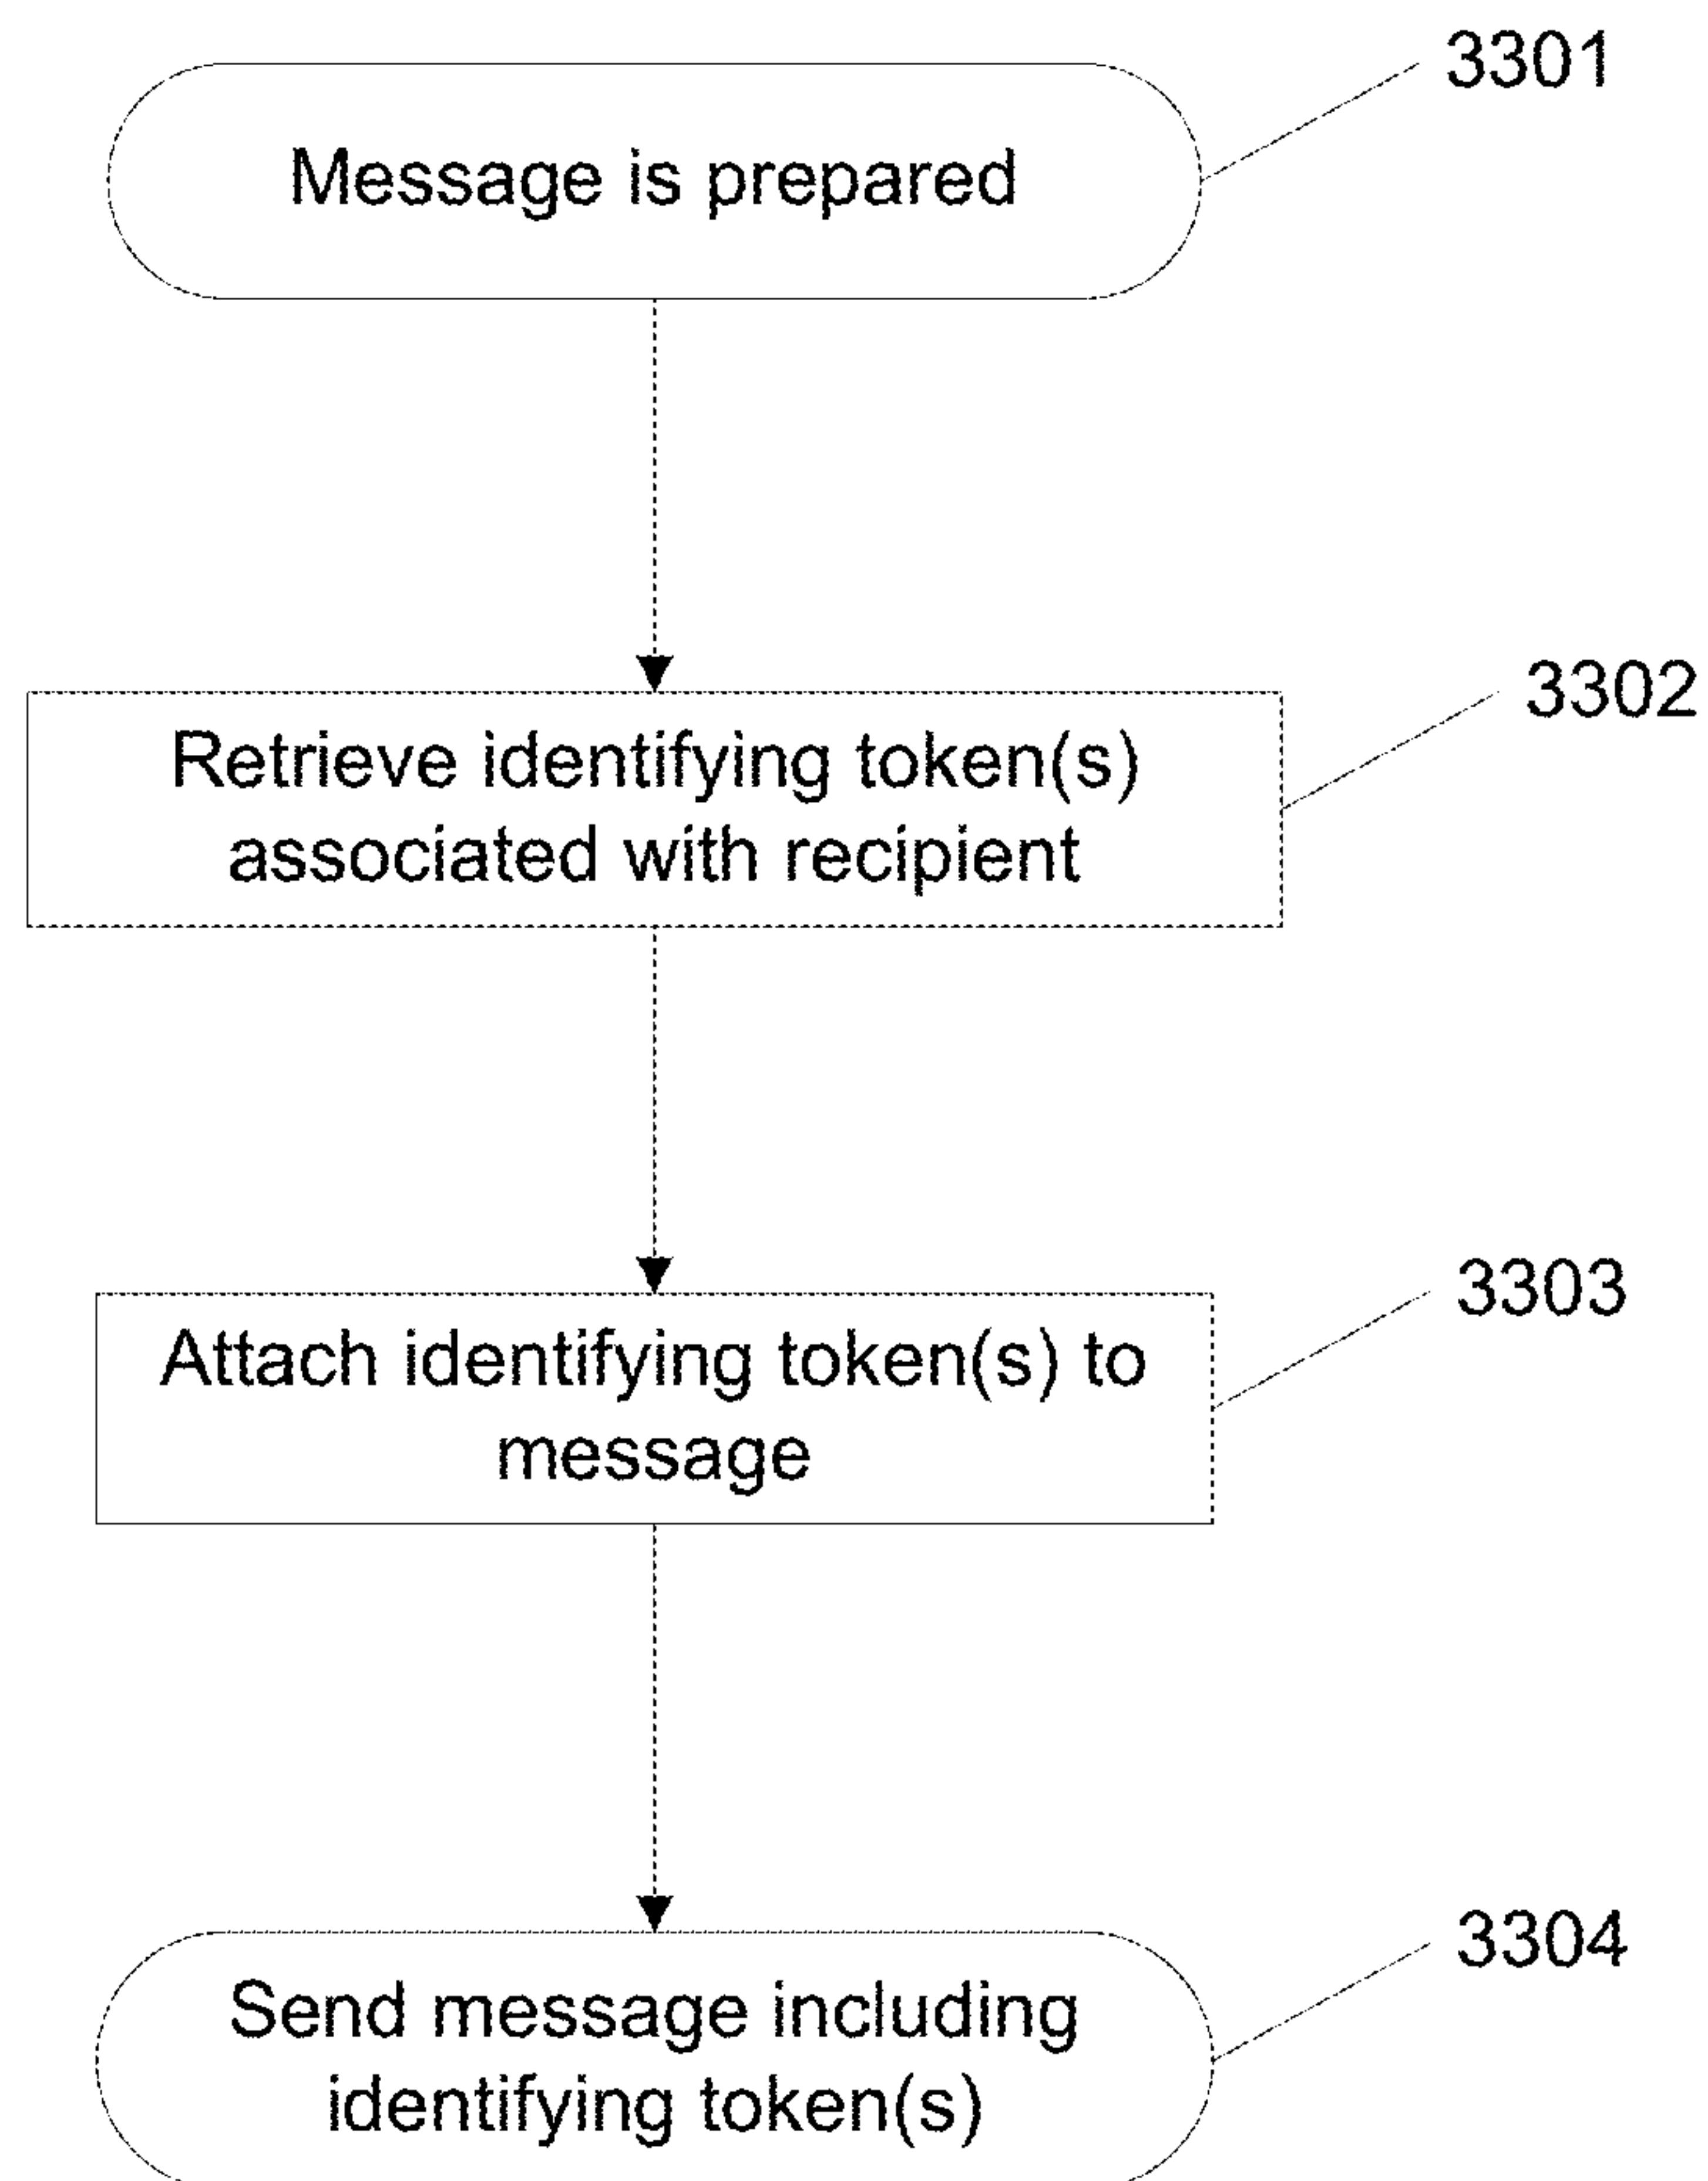 3301
Message is prepared
3302
Retrieve identifying token(s)
associated with recipient
3303
Attach identifying token(s) to
message
3304
Send message including
identifying token(s)